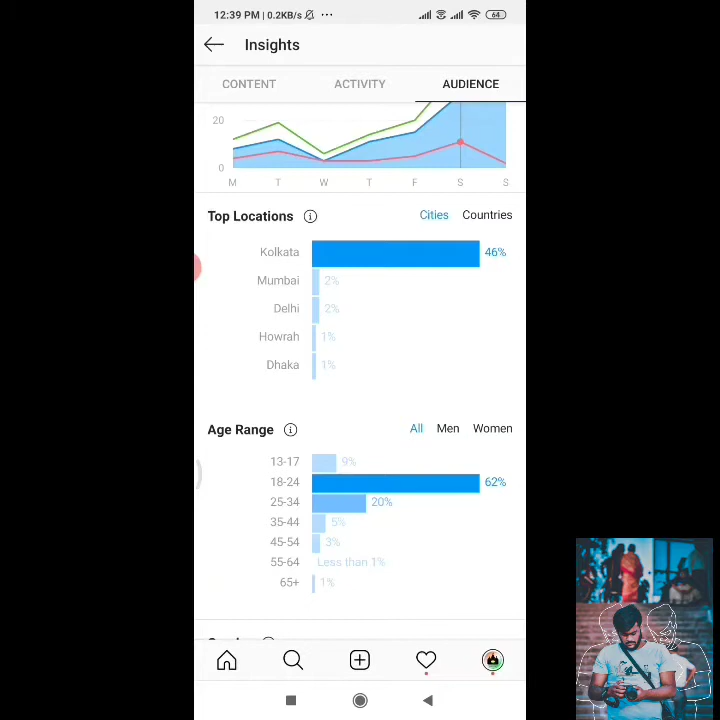 12:39 PM | 0.2KB/s ... 64
Insights
CONTENT ACTIVITY AUDIENCE
20
0
M T W T F S S
Top Locations Cities Countries
Kolkata 46%
Mumbai 2%
Delhi 2%
Howrah 1%
Dhaka 1%
Age Range All Men Women
13-17 9%
18-24 62%
25-34 20%
35-44 5%
45-54 3%
55-64 Less than 1%
65+ 1%